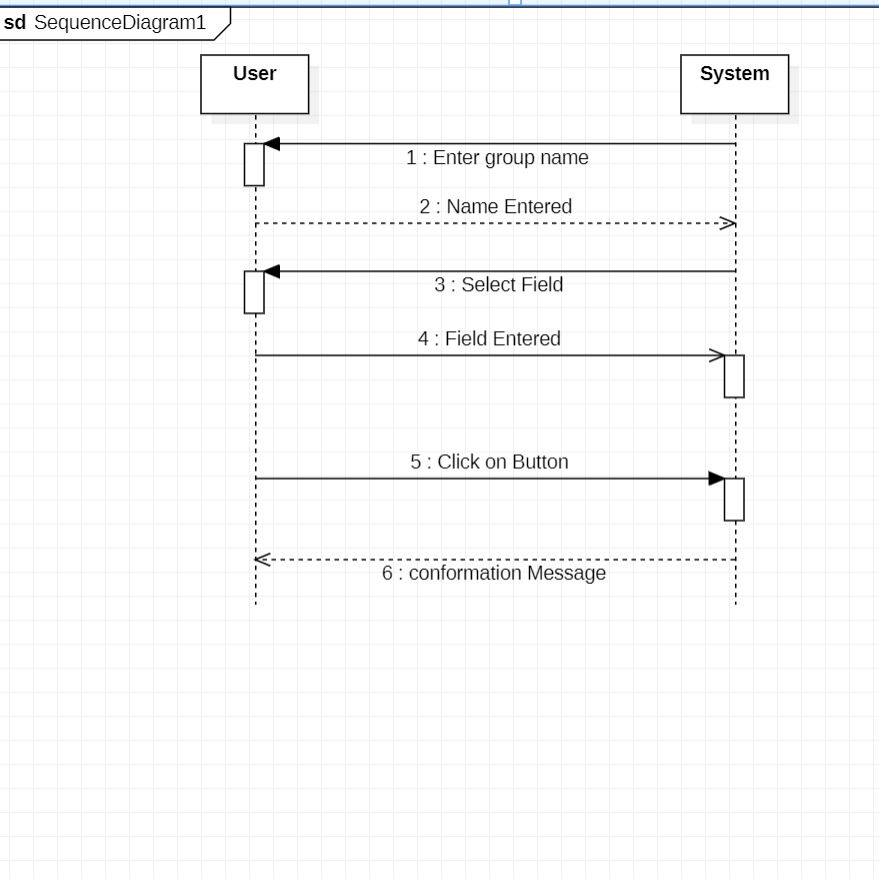 sd SequenceDiagram1
User
System
1 : Enter group name
2 : Name Entered
3 : Select Field
4 : Field Entered
5 : Click on Button
6 : conformation Message